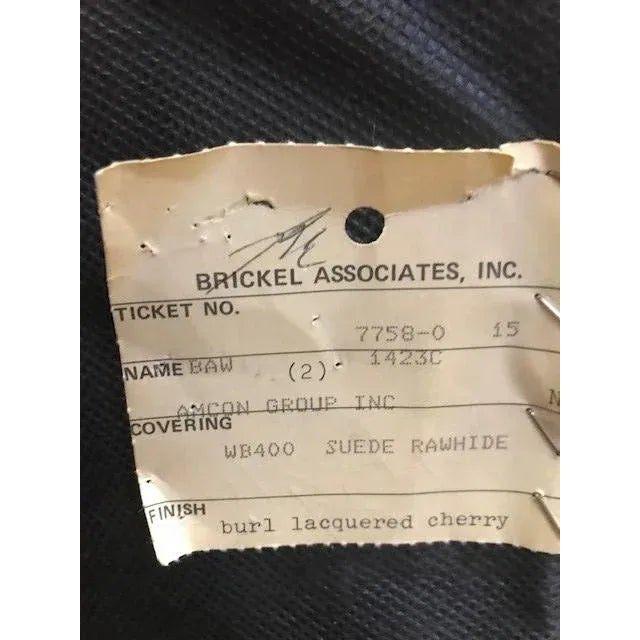 BRICKEL ASSOCIATES, INC.
TICKET NO.
7758-0 15
NAME BAW (2) 1423C
AMCON GROUP INC N
COVERING
WB400 SUEDE RAWHIDE
FINISH
burl lacquered cherry